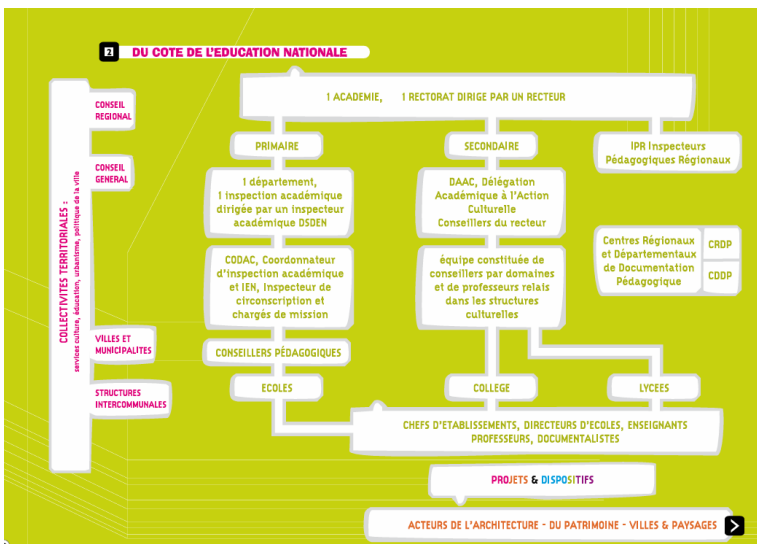 2 DU COTE DE L'EDUCATION NATIONALE
COLLECTIVITES TERRITORIALES :
services culture, éducation, urbanisme, politique de la ville
CONSEIL
REGIONAL
CONSEIL
GENERAL
VILLES ET
MUNICIPALITES
STRUCTURES
INTERCOMMUNALES
1 ACADEMIE, 1 RECTORAT DIRIGE PAR UN RECTEUR
PRIMAIRE
1 département,
1 inspection académique
dirigée par un inspecteur
académique DSDEN
CODAC, Coordonnateur
d'inspection académique
et IEN, Inspecteur de
circonscription et
chargés de mission
CONSEILLERS PÉDAGOGIQUES
ECOLES
SECONDAIRE
DAAC, Délégation
Académique à l'Action
Culturelle
Conseillers du recteur
équipe constituée de
conseillers par domaines
et de professeurs relais
dans les structures
culturelles
COLLEGE
LYCEES
IPR Inspecteurs
Pédagogiques Régionaux
Centres Régionaux
et Départementaux
de Documentation
Pédagogique
CRDP
CDDP
CHEFS D'ETABLISSEMENTS, DIRECTEURS D'ECOLES, ENSEIGNANTS
PROFESSEURS, DOCUMENTALISTES
PROJETS & DISPOSITIFS
ACTEURS DE L'ARCHITECTURE - DU PATRIMOINE - VILLES & PAYSAGES